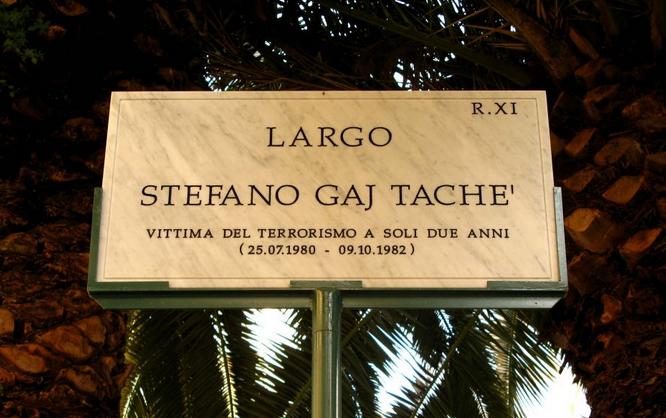 R.XI
LARGO
STEFANO GAJ TACHE'
VITTIMA DEL TERRORISMO A SOLI DUE ANNI
(25.07.1980 - 09.10.1982)